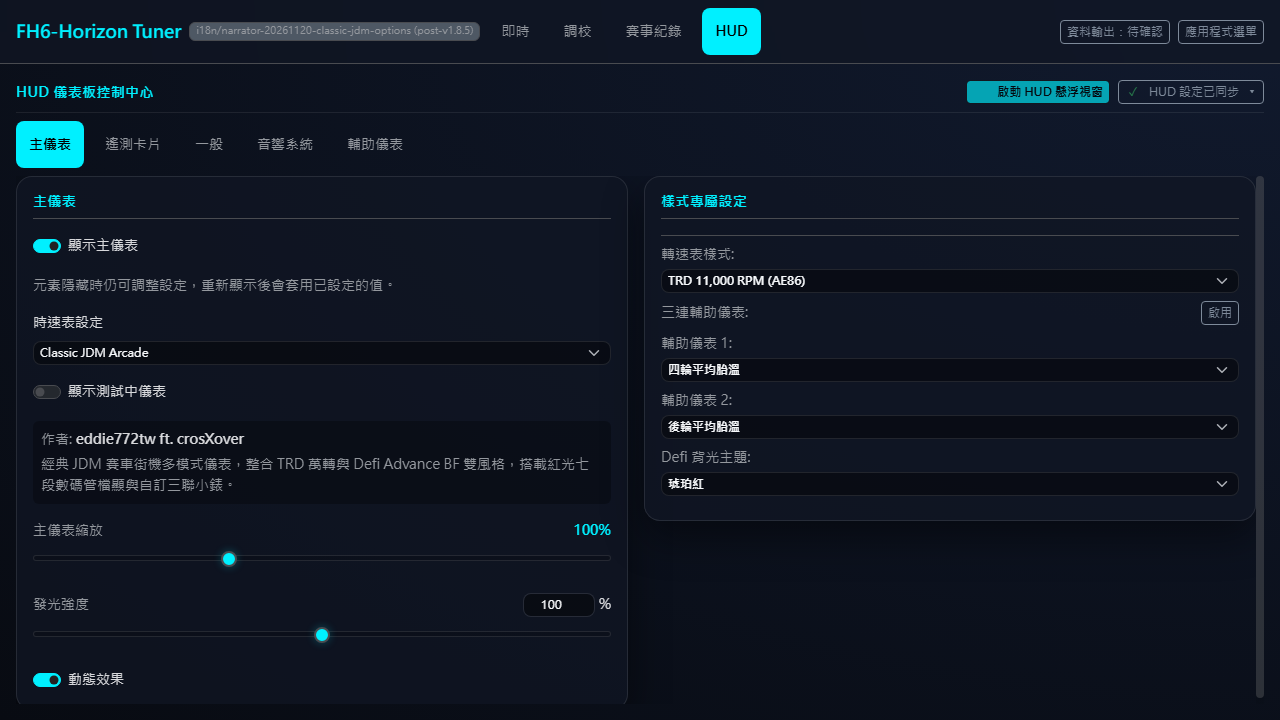 FH6-Horizon Tuner i18n/narrator-20261120-classic-jdm-options (post-v1.8.5) 即時 調校 賽事紀錄 HUD 資料輸出：待確認 應用程式選單
HUD 儀表板控制中心 啟動 HUD 懸浮視窗 ✓ HUD 設定已同步
主儀表 遙測卡片 一般 音響系統 輔助儀表
主儀表
顯示主儀表
元素隱藏時仍可調整設定，重新顯示後會套用已設定的值。
時速表設定
Classic JDM Arcade
顯示測試中儀表
作者: eddie772tw ft. crosXover
經典 JDM 賽車街機多模式儀表，整合 TRD 萬轉與 Defi Advance BF 雙風格，搭載紅光七
段數碼管檔顯與自訂三聯小錶。
主儀表縮放 100%
發光強度 100 %
動態效果
樣式專屬設定
轉速表樣式:
TRD 11,000 RPM (AE86)
三連輔助儀表: 啟用
輔助儀表 1:
四輪平均胎溫
輔助儀表 2:
後輪平均胎溫
Defi 背光主題:
琥珀紅